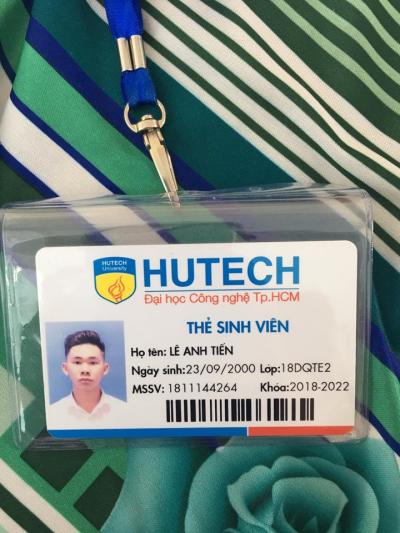 HUTECH
University
HUTECH
Đại học Công nghệ Tp.HCM
THẺ SINH VIÊN
Họ tên: LÊ ANH TIẾN
Ngày sinh:23/09/2000 Lớp:18DQTE2
MSSV: 1811144264 Khóa:2018-2022